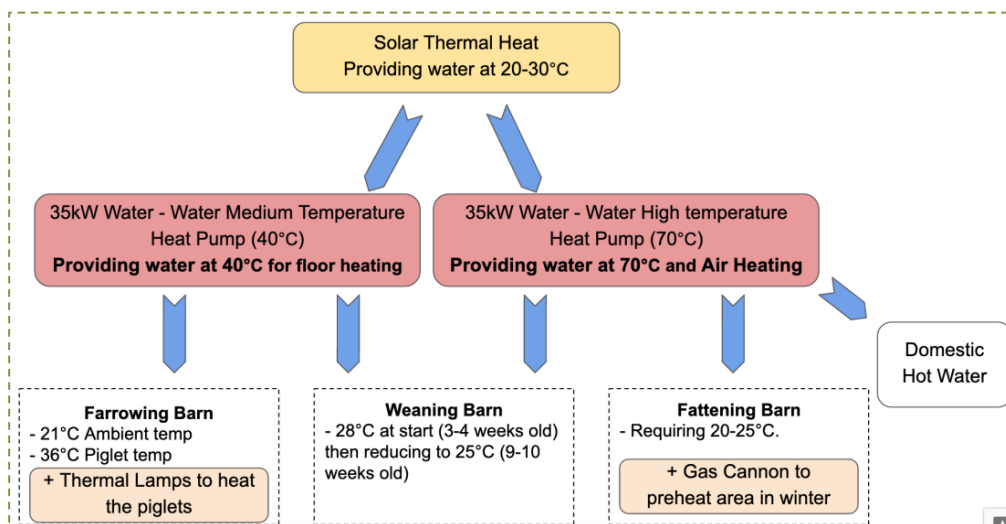 Solar Thermal Heat
Providing water at 20-30°C
35kW Water - Water Medium Temperature
Heat Pump (40°C)
Providing water at 40°C for floor heating
35kW Water - Water High temperature
Heat Pump (70°C)
Providing water at 70°C and Air Heating
Domestic
Hot Water
Farrowing Barn
- 21°C Ambient temp
- 36°C Piglet temp
+ Thermal Lamps to heat
the piglets
Weaning Barn
- 28°C at start (3-4 weeks old)
then reducing to 25°C (9-10
weeks old)
Fattening Barn
- Requiring 20-25°C.
+ Gas Cannon to
preheat area in winter